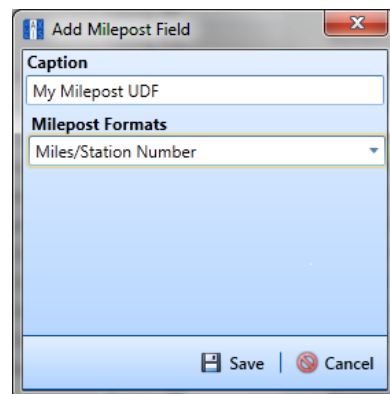 Add Milepost Field
Caption
My Milepost UDF
Milepost Formats
Miles/Station Number
Save | Cancel